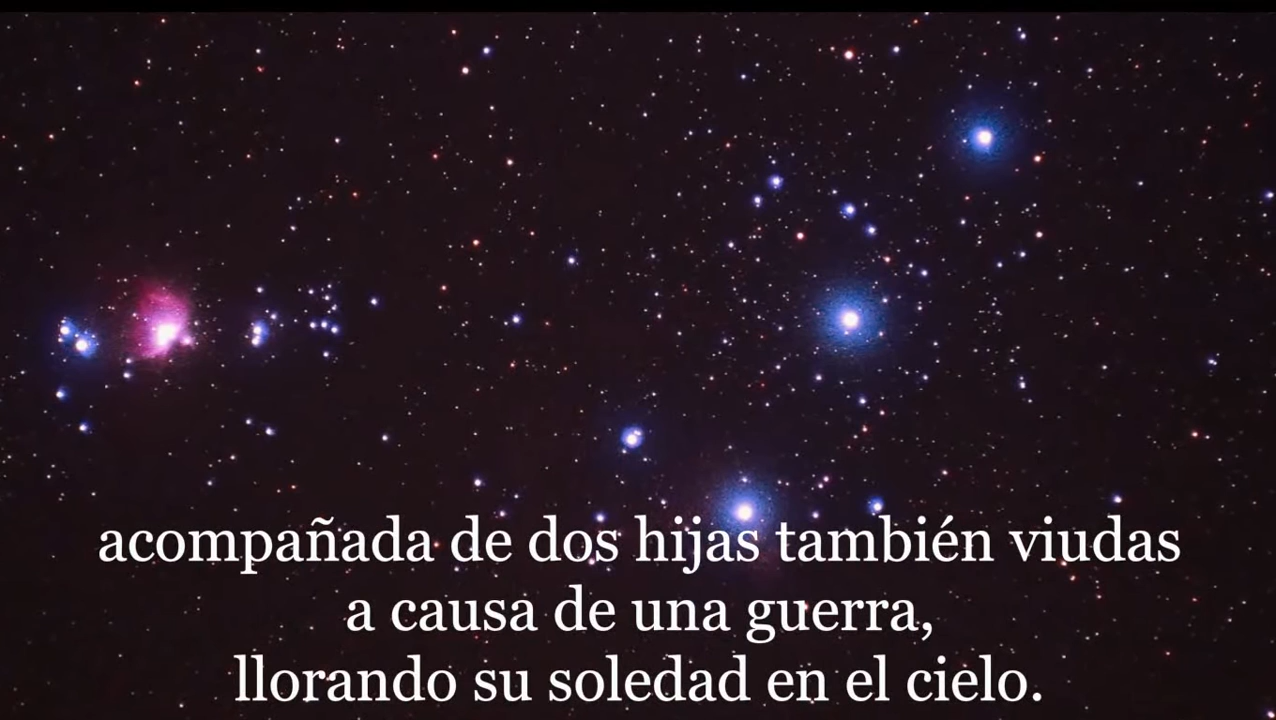 acompañada de dos hijas también viudas
a causa de una guerra,
llorando su soledad en el cielo.